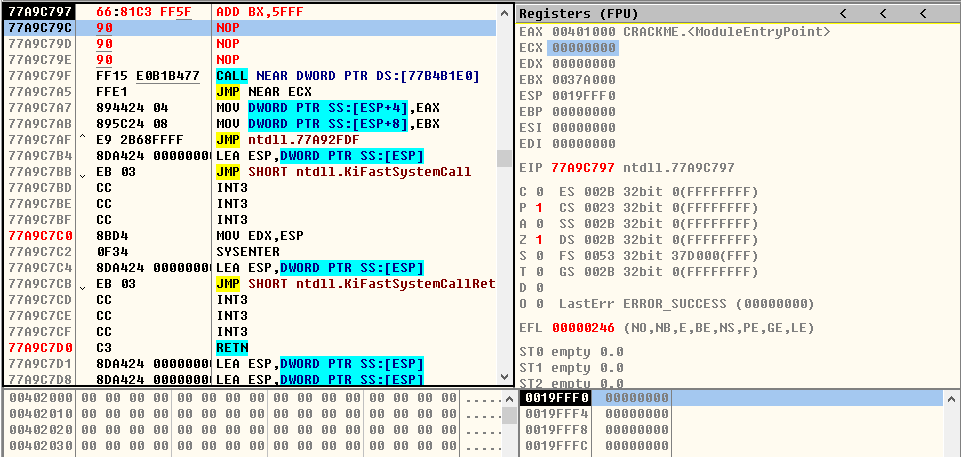 77A9C797 66:81C3 FF5F ADD BX,5FFF
77A9C79C 90 NOP
77A9C79D 90 NOP
77A9C79E 90 NOP
77A9C79F FF15 E0B1B477 CALL NEAR DWORD PTR DS:[77B4B1E0]
77A9C7A5 FFE1 JMP NEAR ECX
77A9C7A7 894424 04 MOV DWORD PTR SS:[ESP+4],EAX
77A9C7AB 895C24 08 MOV DWORD PTR SS:[ESP+8],EBX
77A9C7AF ^ E9 2B68FFFF JMP ntdll.77A92FDF
77A9C7B4 8DA424 0000000 LEA ESP,DWORD PTR SS:[ESP]
77A9C7BB ˬ EB 03 JMP SHORT ntdll.KiFastSystemCall
77A9C7BD CC INT3
77A9C7BE CC INT3
77A9C7BF CC INT3
77A9C7C0 8BD4 MOV EDX,ESP
77A9C7C2 0F34 SYSENTER
77A9C7C4 8DA424 0000000 LEA ESP,DWORD PTR SS:[ESP]
77A9C7CB ˬ EB 03 JMP SHORT ntdll.KiFastSystemCallRet
77A9C7CD CC INT3
77A9C7CE CC INT3
77A9C7CF CC INT3
77A9C7D0 C3 RETN
77A9C7D1 8DA424 0000000 LEA ESP,DWORD PTR SS:[ESP]
77A9C7D8 8DA424 0000000 LEA ESP,DWORD PTR SS:[ESP]
Registers (FPU) < < <
EAX 00401000 CRACKME.<ModuleEntryPoint>
ECX 00000000
EDX 00000000
EBX 0037A000
ESP 0019FFF0
EBP 00000000
ESI 00000000
EDI 00000000
EIP 77A9C797 ntdll.77A9C797
C 0 ES 002B 32bit 0(FFFFFFFF)
P 1 CS 0023 32bit 0(FFFFFFFF)
A 0 SS 002B 32bit 0(FFFFFFFF)
Z 1 DS 002B 32bit 0(FFFFFFFF)
S 0 FS 0053 32bit 37D000(FFF)
T 0 GS 002B 32bit 0(FFFFFFFF)
D 0
O 0 LastErr ERROR_SUCCESS (00000000)
EFL 00000246 (NO,NB,E,BE,NS,PE,GE,LE)
ST0 empty 0.0
ST1 empty 0.0
ST2 empty 0.0
00402000 00 00 00 00 00 00 00 00 00 00 00 00 00 00 00 00 .....
00402010 00 00 00 00 00 00 00 00 00 00 00 00 00 00 00 00 .....
00402020 00 00 00 00 00 00 00 00 00 00 00 00 00 00 00 00 .....
00402030 00 00 00 00 00 00 00 00 00 00 00 00 00 00 00 00 .....
0019FFF0 00000000
0019FFF4 00000000
0019FFF8 00000000
0019FFFC 00000000